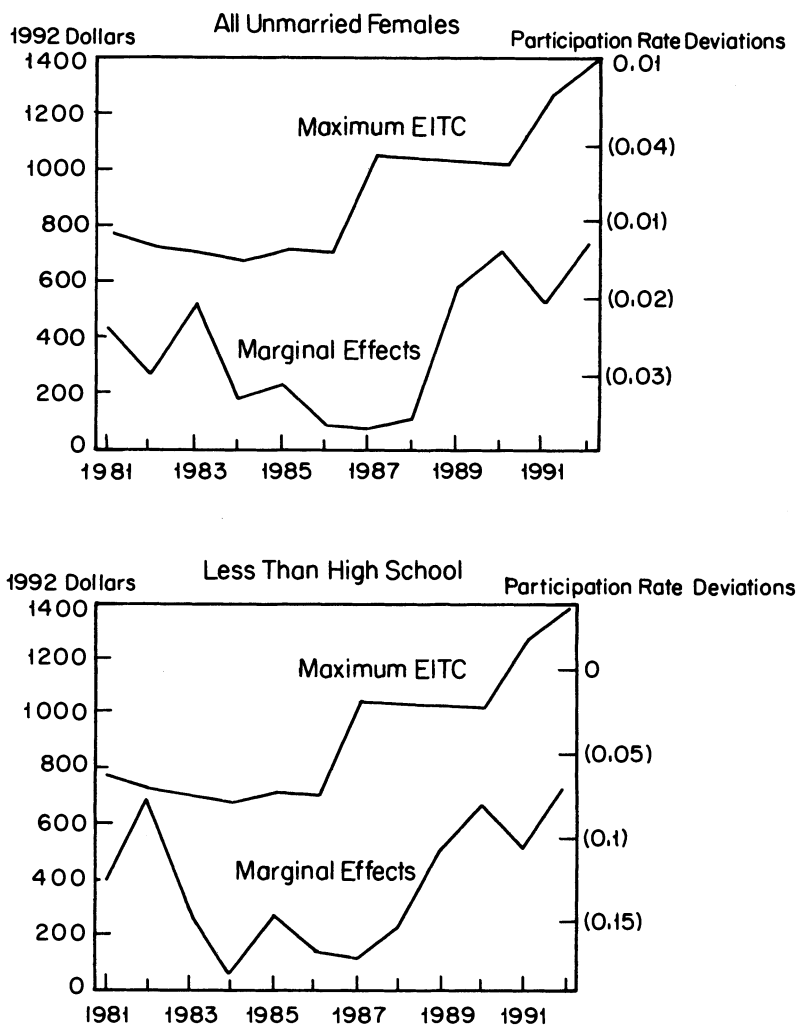 All Unmarried Females
1992 Dollars
Participation Rate Deviations
1400
0.01
1200
Maximum EITC
(0.04)
1000
800
(0.01)
600
(0.02)
400
Marginal Effects
(0.03)
200
0
1981 1983 1985 1987 1989 1991
Less Than High School
1992 Dollars
Participation Rate Deviations
1400
1200
Maximum EITC
0
1000
800
(0.05)
600
(0.1)
400
Marginal Effects
200
(0.15)
0
1981 1983 1985 1987 1989 1991